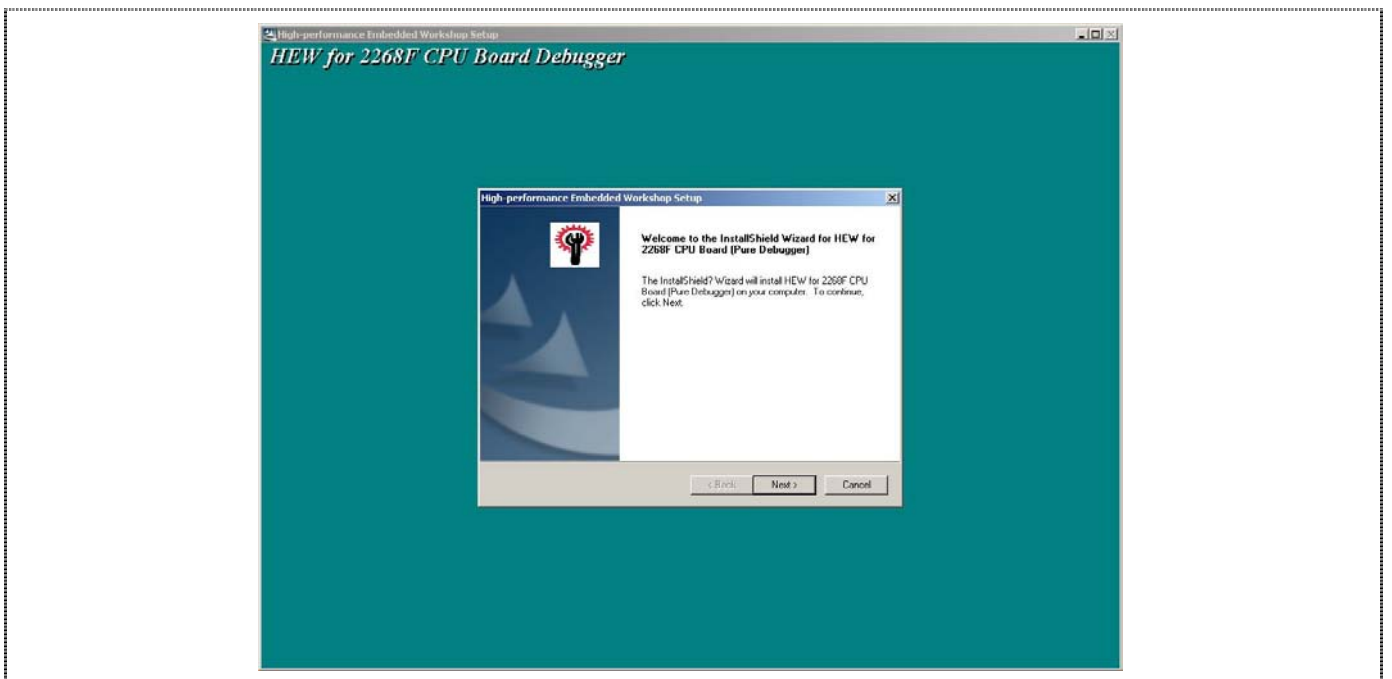 High-performance Embedded Workshop Setup
HEW for 2268F CPU Board Debugger
High-performance Embedded Workshop Setup
Welcome to the InstallShield Wizard for HEW for
2268F CPU Board (Pure Debugger)
The InstallShield? Wizard will install HEW for 2268F CPU
Board (Pure Debugger) on your computer. To continue,
click Next.
< Back
Next >
Cancel